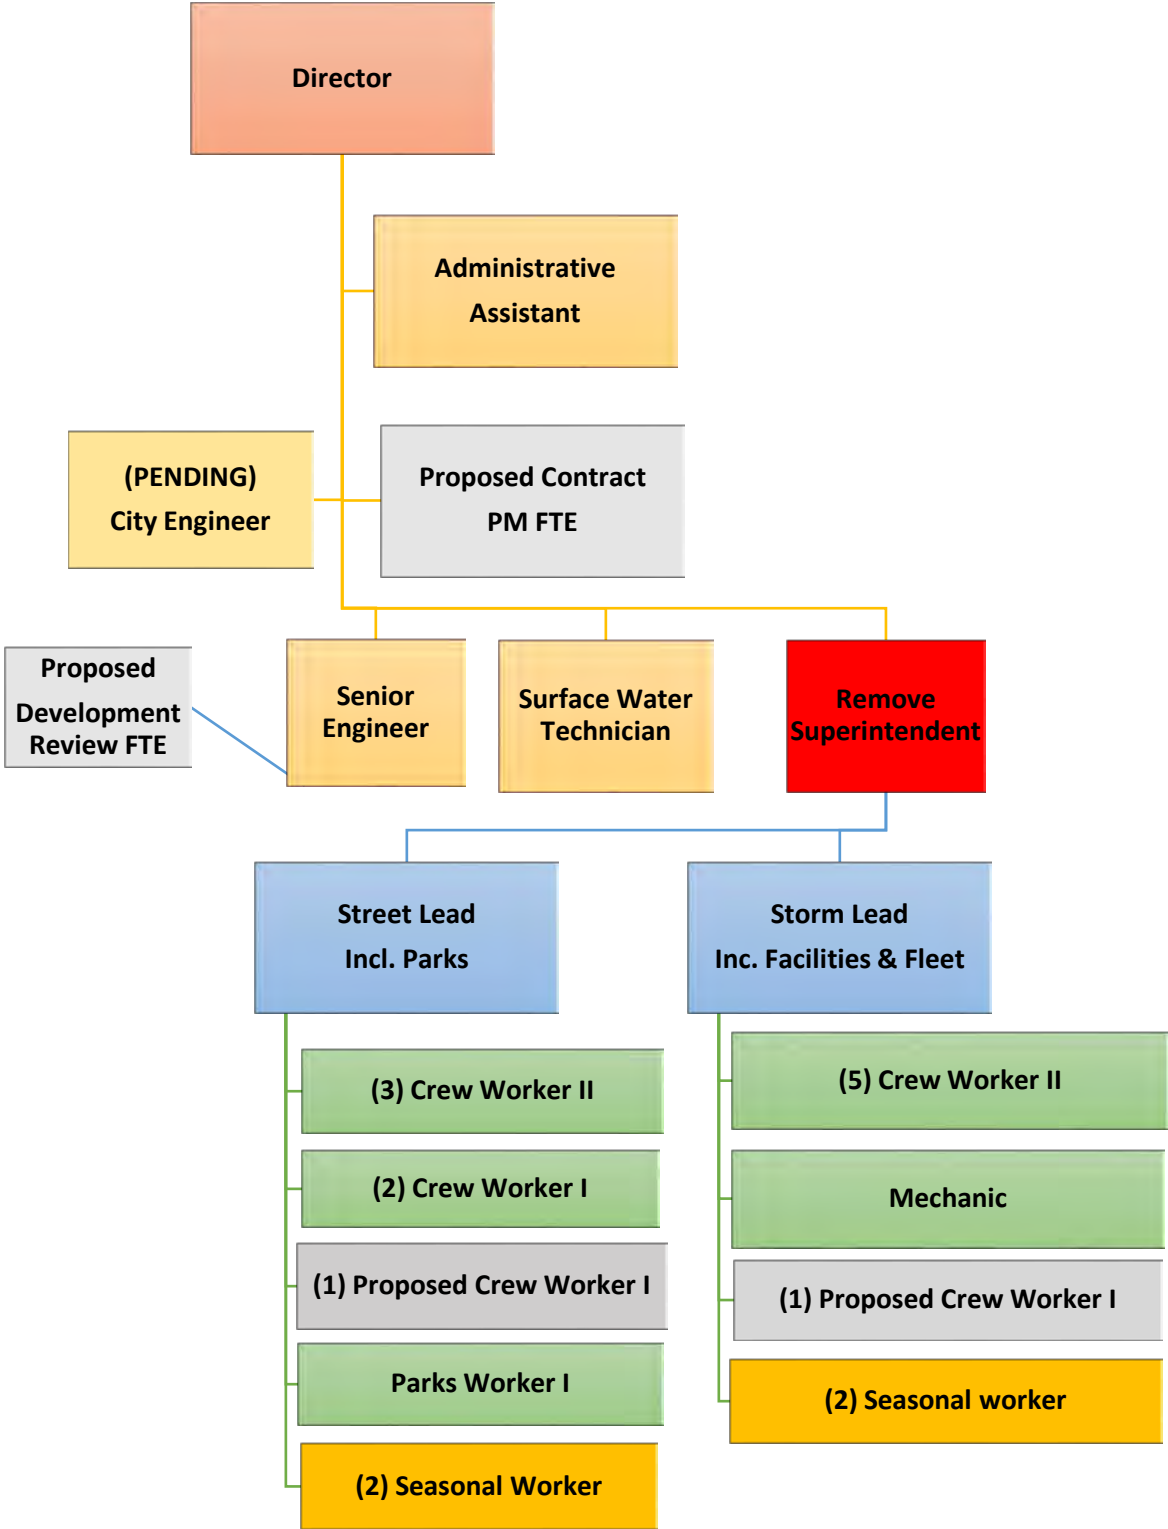 Director
Administrative
Assistant
(PENDING)
City Engineer
Proposed Contract
PM FTE
Proposed
Development
Review FTE
Senior
Engineer
Surface Water
Technician
Remove
Superintendent
Street Lead
Incl. Parks
Storm Lead
Inc. Facilities & Fleet
(3) Crew Worker II
(2) Crew Worker I
(1) Proposed Crew Worker I
Parks Worker I
(2) Seasonal Worker
(5) Crew Worker II
Mechanic
(1) Proposed Crew Worker I
(2) Seasonal worker